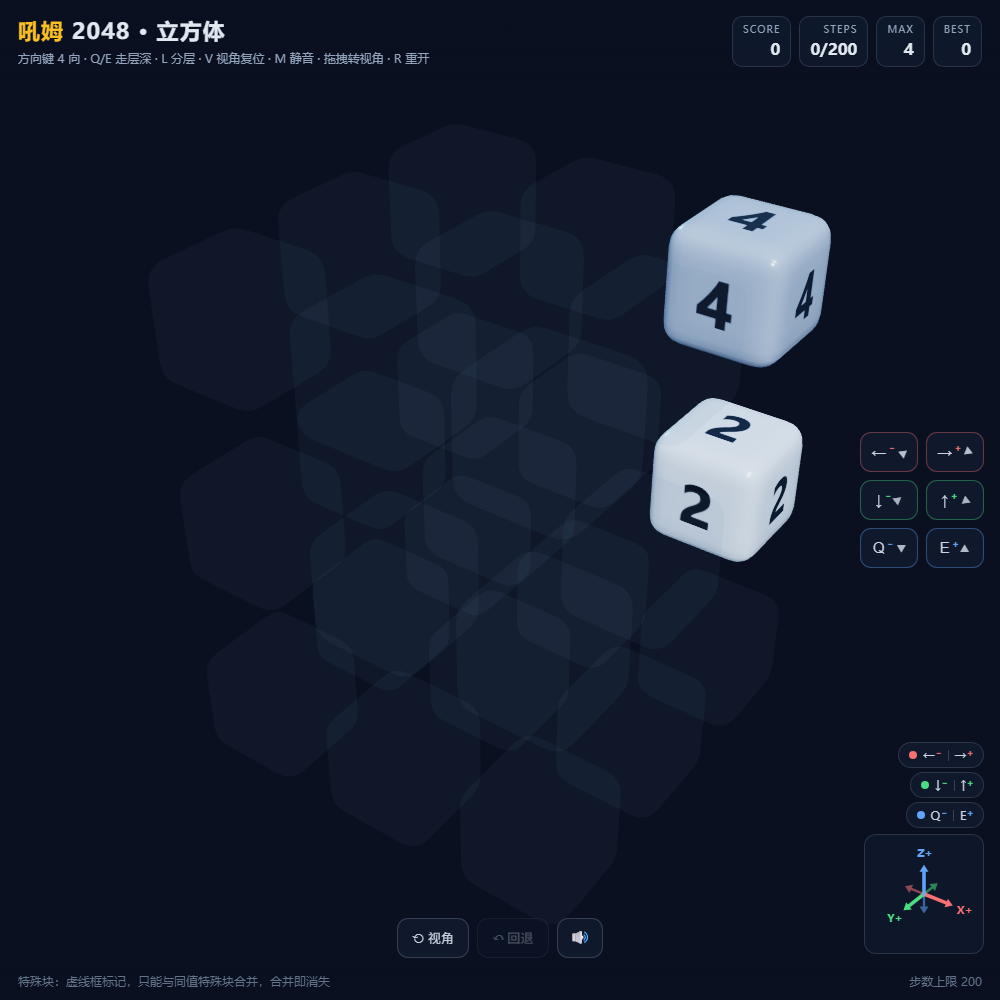 吼姆 2048 • 立方体
方向键 4 向 · Q/E 走层深 · L 分层 · V 视角复位 · M 静音 · 拖拽转视角 · R 重开
SCORE
0
STEPS
0/200
MAX
4
BEST
0
4
4
4
2
2
2
←− →+
↓− ↑+
Q− E+
←− | →+
↓− | ↑+
Q− | E+
Z+
X+
Y+
视角
回退
特殊块：虚线框标记，只能与同值特殊块合并，合并即消失
步数上限 200